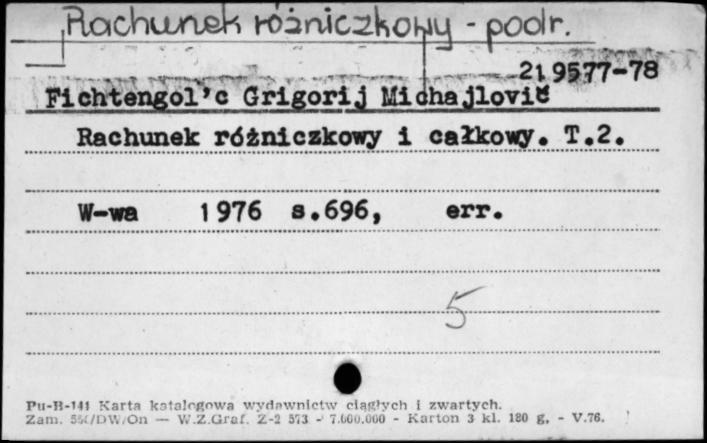 Rachunek różniczkowy - podr.
219577-78
Fichtengol'c Grigorij Michajlovič
Rachunek różniczkowy i całkowy. T.2.
W-wa 1976 s.696, err.
5
Pu-B-141 Karta katalogowa wydawnictw ciągłych i zwartych.
Zam. /DW/On — W.Z.Graf. Z-2 573 - 7.000.000 - Karton 3 kl. 180 g. - V.76.